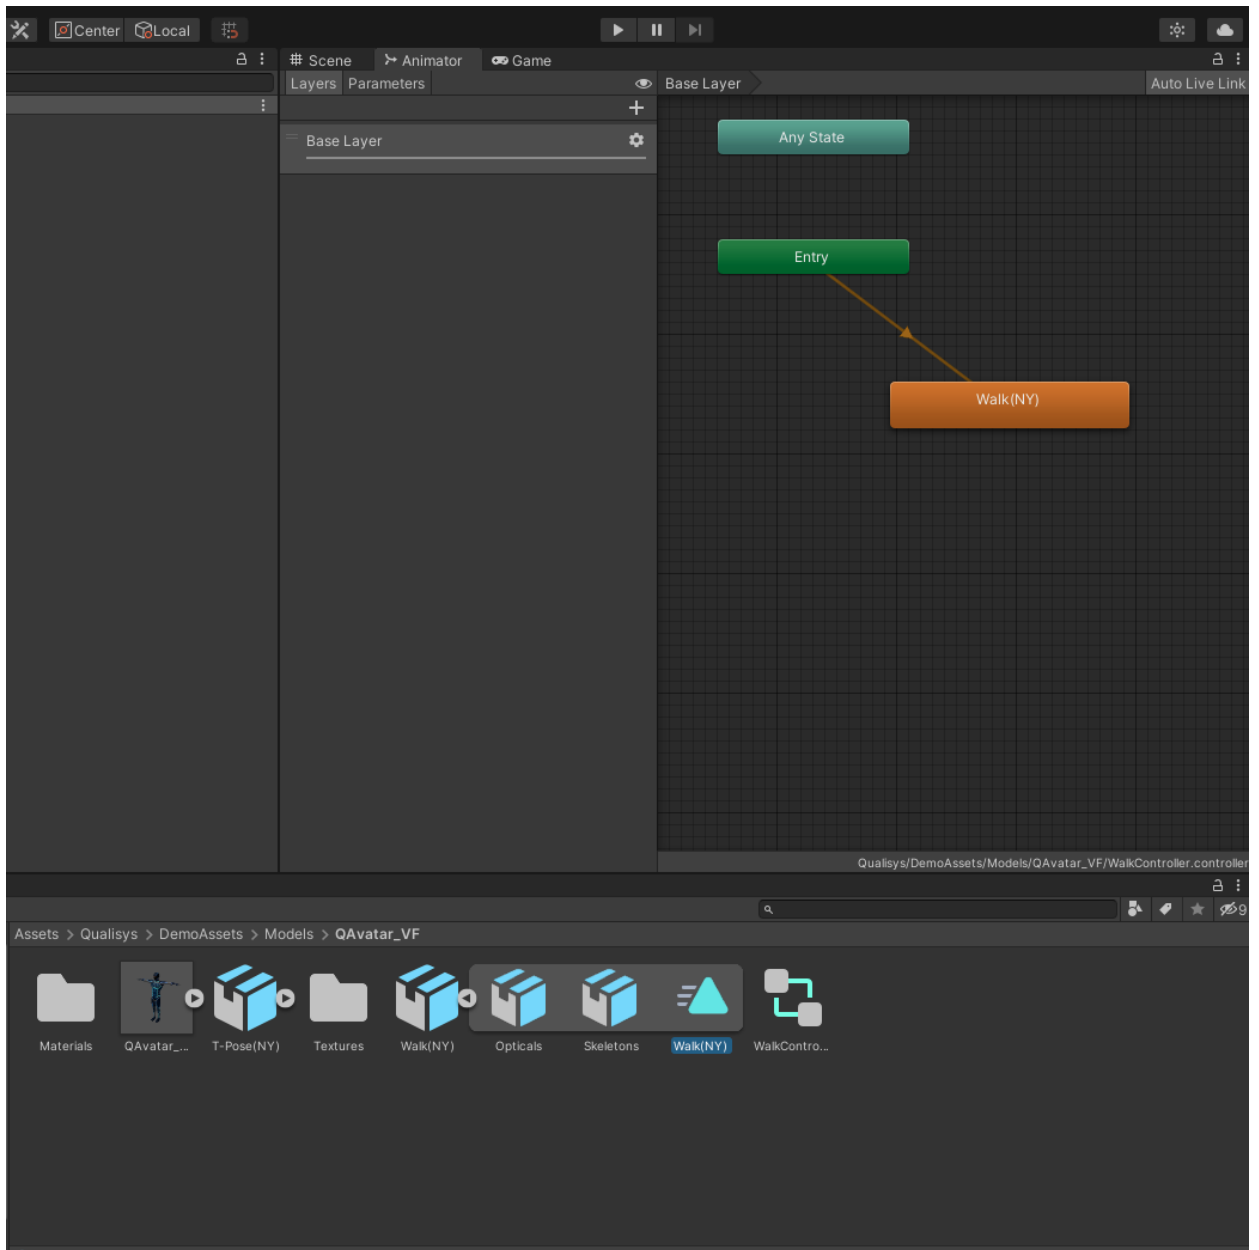 Center Local
Scene Animator Game
Layers Parameters Base Layer Auto Live Link
Base Layer
Any State
Entry
Walk(NY)
Qualisys/DemoAssets/Models/QAvatar_VF/WalkController.controller
9
Assets > Qualisys > DemoAssets > Models > QAvatar_VF
Materials QAvatar_... T-Pose(NY) Textures Walk(NY) Opticals Skeletons Walk(NY) WalkContro...